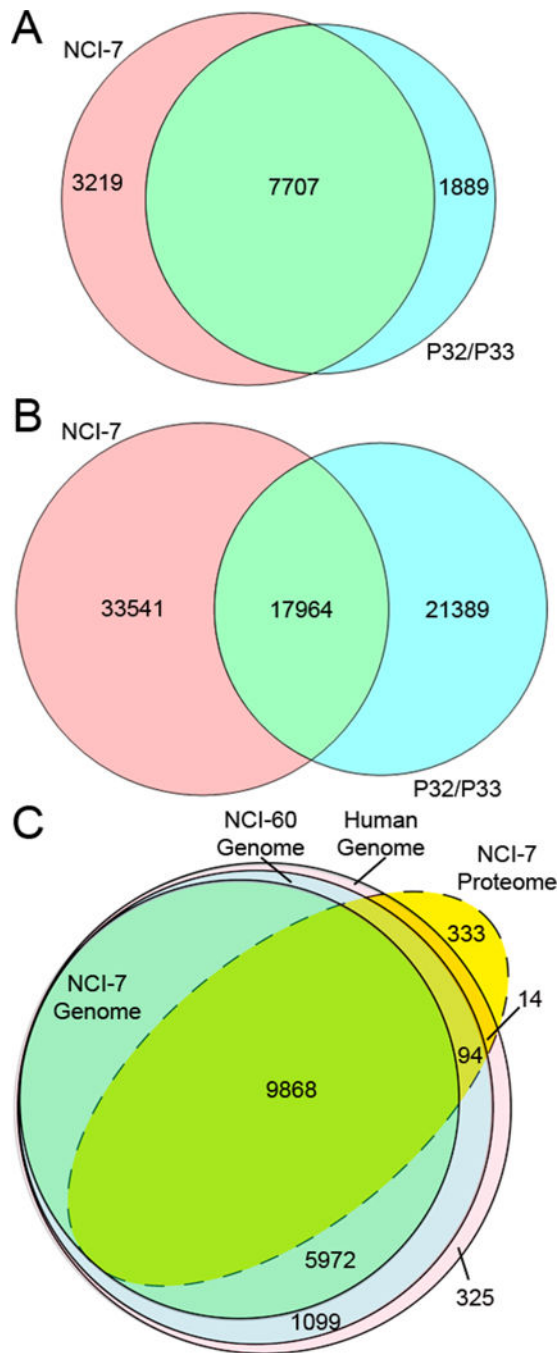 A
NCI-7
3219
7707
1889
P32/P33
B
NCI-7
33541
17964
21389
P32/P33
C
NCI-60
Genome
Human
Genome
NCI-7
Proteome
333
NCI-7
Genome
14
94
9868
5972
325
1099